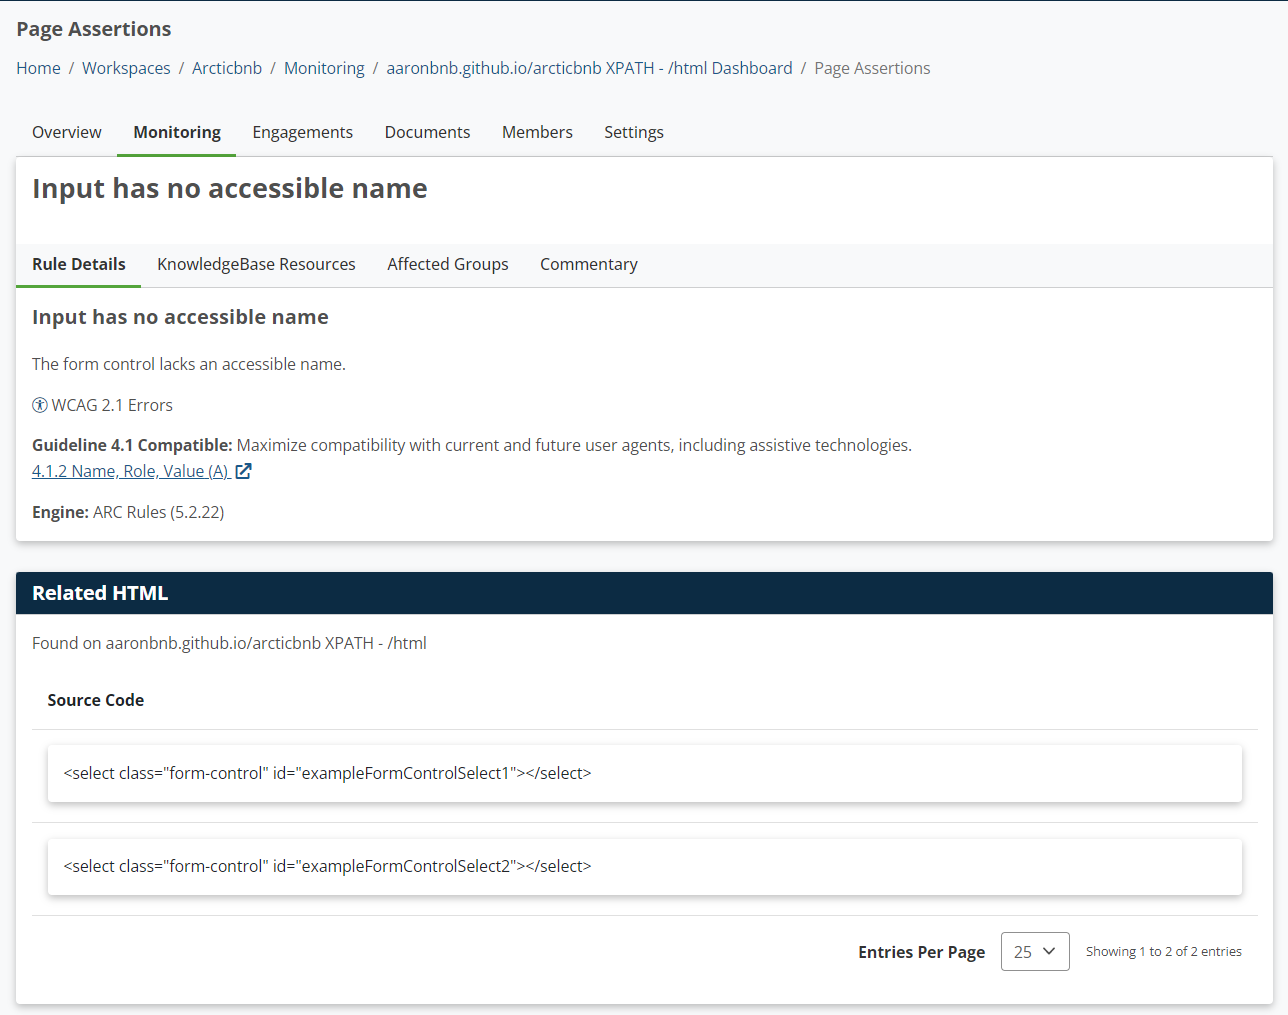 Page Assertions
Home / Workspaces / Arcticbnb / Monitoring / aaronbnb.github.io/arcticbnb XPATH - /html Dashboard / Page Assertions
Overview Monitoring Engagements Documents Members Settings
Input has no accessible name
Rule Details KnowledgeBase Resources Affected Groups Commentary
Input has no accessible name
The form control lacks an accessible name.
WCAG 2.1 Errors
Guideline 4.1 Compatible: Maximize compatibility with current and future user agents, including assistive technologies.
4.1.2 Name, Role, Value (A)
Engine: ARC Rules (5.2.22)
Related HTML
Found on aaronbnb.github.io/arcticbnb XPATH - /html
Source Code
<select class="form-control" id="exampleFormControlSelect1"></select>
<select class="form-control" id="exampleFormControlSelect2"></select>
Entries Per Page 25 Showing 1 to 2 of 2 entries